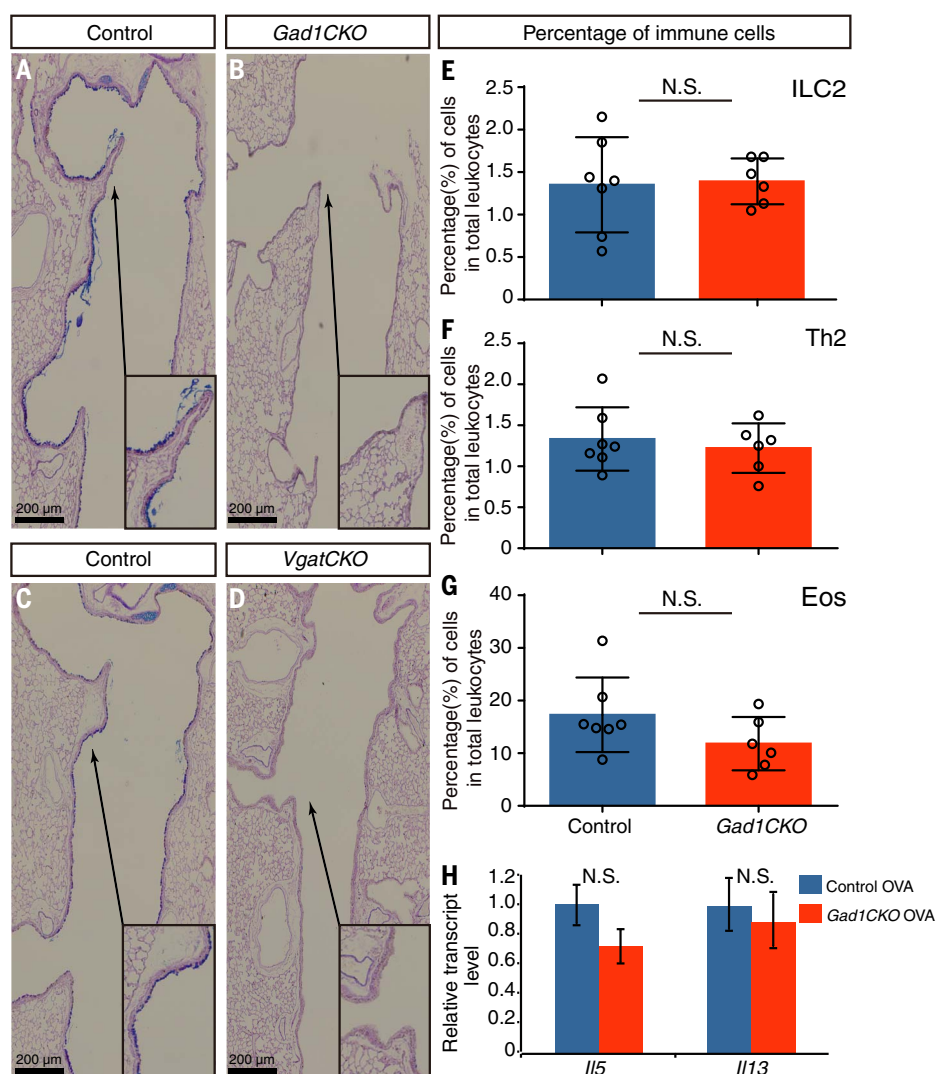 Control
Gad1CKO
Percentage of immune cells
A
B
200 µm
200 µm
Control
VgatCKO
C
D
200 µm
200 µm
E
N.S.
ILC2
Percentage(%) of cells
in total leukocytes
2.5
2.0
1.5
1.0
0.5
0
F
N.S.
Th2
Percentage(%) of cells
in total leukocytes
2.5
2.0
1.5
1.0
0.5
0
G
N.S.
Eos
Percentage(%) of cells
in total leukocytes
40
30
20
10
0
Control
Gad1CKO
H
N.S.
N.S.
Relative transcript
level
1.2
1.0
0.8
0.6
0.4
0.2
0
Il5
Il13
Control OVA
Gad1CKO OVA